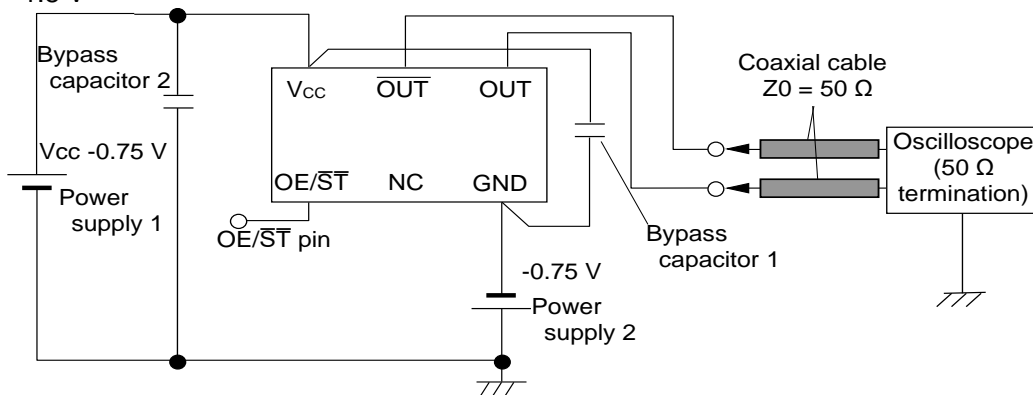 Bypass
capacitor 2
Vcc -0.75 V
Power
supply 1
VCC OUT OUT
OE/ST NC GND
OE/ST pin
-0.75 V
Power
supply 2
Bypass
capacitor 1
Coaxial cable
Z0 = 50 Ω
Oscilloscope
(50 Ω
termination)